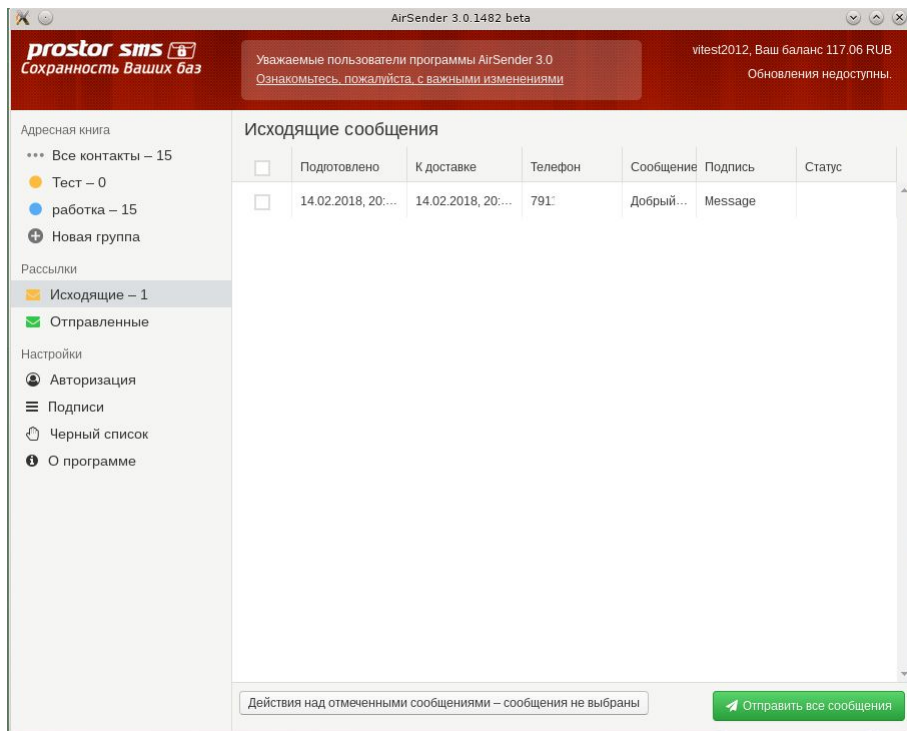 AirSender 3.0.1482 beta
prostor sms
Сохранность Ваших баз
Уважаемые пользователи программы AirSender 3.0
Ознакомьтесь, пожалуйста, с важными изменениями
vitest2012, Ваш баланс 117.06 RUB
Обновления недоступны.
Адресная книга
Все контакты – 15
Тест – 0
работка – 15
Новая группа
Рассылки
Исходящие – 1
Отправленные
Настройки
Авторизация
Подписи
Черный список
О программе
Исходящие сообщения
Подготовлено К доставке Телефон Сообщение Подпись Статус
14.02.2018, 20:... 14.02.2018, 20:... 791 Добрый... Message
Действия над отмеченными сообщениями – сообщения не выбраны
Отправить все сообщения